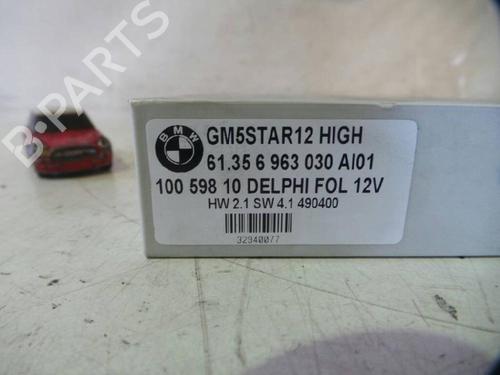 B-PARTS
BMW
GM5STAR12 HIGH
61.35 6 963 030 AI01
100 598 10 DELPHI FOL 12V
HW 2.1 SW 4.1 490400
32940077